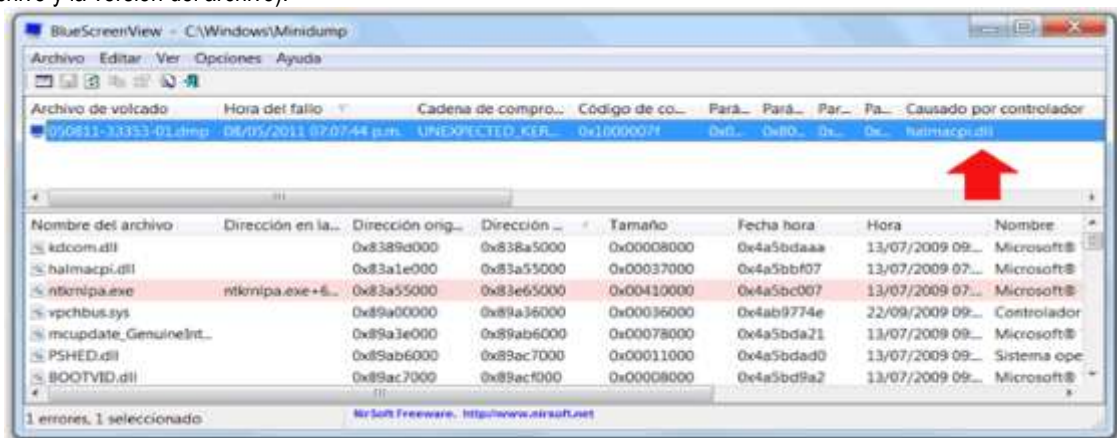 chivo y la versión del archivo).
BlueScreenView - C:\Windows\Minidump
Archivo Editar Ver Opciones Ayuda
Archivo de volcado Hora del fallo Cadena de compro... Código de co... Pará... Pará... Par... Pa... Causado por controlador
050811-33353-01.dmp 08/05/2011 07:07:44 p.m. UNEXPECTED_KER... 0x1000007f 0x0... 0x80... 0x... 0x... halmacpi.dll
Nombre del archivo Dirección en la... Dirección orig... Dirección ... Tamaño Fecha hora Hora Nombre
kdcom.dll 0x8389d000 0x838a5000 0x00008000 0x4a5bdaaa 13/07/2009 09:... Microsoft®
halmacpi.dll 0x83a1e000 0x83a55000 0x00037000 0x4a5bbf07 13/07/2009 07:... Microsoft®
ntkrnlpa.exe ntkrnlpa.exe+6... 0x83a55000 0x83e65000 0x00410000 0x4a5bc007 13/07/2009 07:... Microsoft®
vpchbus.sys 0x89a00000 0x89a36000 0x00036000 0x4ab9774e 22/09/2009 09:... Controlador
mcupdate_GenuineInt... 0x89a3e000 0x89ab6000 0x00078000 0x4a5bda21 13/07/2009 09:... Microsoft®
PSHED.dll 0x89ab6000 0x89ac7000 0x00011000 0x4a5bdad0 13/07/2009 09:... Sistema ope
BOOTVID.dll 0x89ac7000 0x89acf000 0x00008000 0x4a5bd9a2 13/07/2009 09:... Microsoft®
1 errores, 1 seleccionado NirSoft Freeware. http://www.nirsoft.net